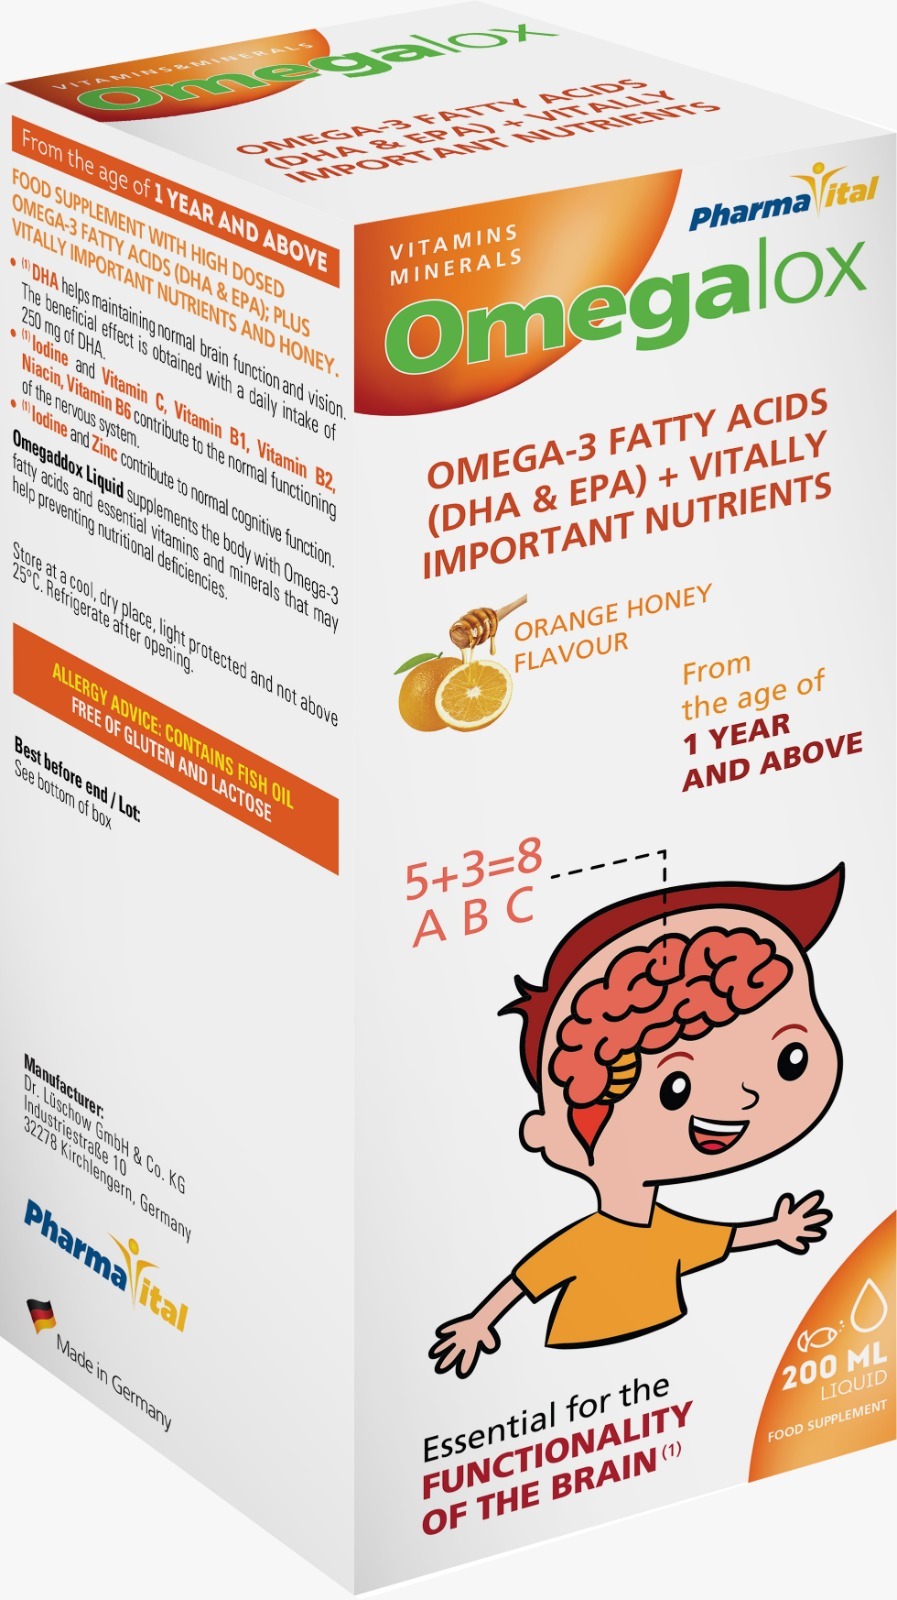 VITAMINS&MINERALS
Omegalox
OMEGA-3 FATTY ACIDS
(DHA & EPA) + VITALLY
IMPORTANT NUTRIENTS
From the age of 1 YEAR AND ABOVE
FOOD SUPPLEMENT WITH HIGH DOSED
OMEGA-3 FATTY ACIDS (DHA & EPA); PLUS
VITALLY IMPORTANT NUTRIENTS AND HONEY.
• (1) DHA helps maintaining normal brain function and vision.
The beneficial effect is obtained with a daily intake of
250 mg of DHA.
• (1) Iodine and Vitamin C, Vitamin B1, Vitamin B2,
Niacin, Vitamin B6 contribute to the normal functioning
of the nervous system.
• (1) Iodine and Zinc contribute to normal cognitive function.
Omegaddox Liquid supplements the body with Omega-3
fatty acids and essential vitamins and minerals that may
help preventing nutritional deficiencies.
Store at a cool, dry place, light protected and not above
25°C. Refrigerate after opening.
ALLERGY ADVICE: CONTAINS FISH OIL
FREE OF GLUTEN AND LACTOSE
Best before end / Lot:
See bottom of box
Manufacturer:
Dr. Lüschow GmbH & Co. KG
Industriestraße 10
32278 Kirchlengern, Germany
PharmaVital
Made in Germany
PharmaVital
VITAMINS
MINERALS
Omegalox
OMEGA-3 FATTY ACIDS
(DHA & EPA) + VITALLY
IMPORTANT NUTRIENTS
ORANGE HONEY
FLAVOUR
From
the age of
1 YEAR
AND ABOVE
5+3=8
A B C
Essential for the
FUNCTIONALITY
OF THE BRAIN (1)
200 ML
LIQUID
FOOD SUPPLEMENT